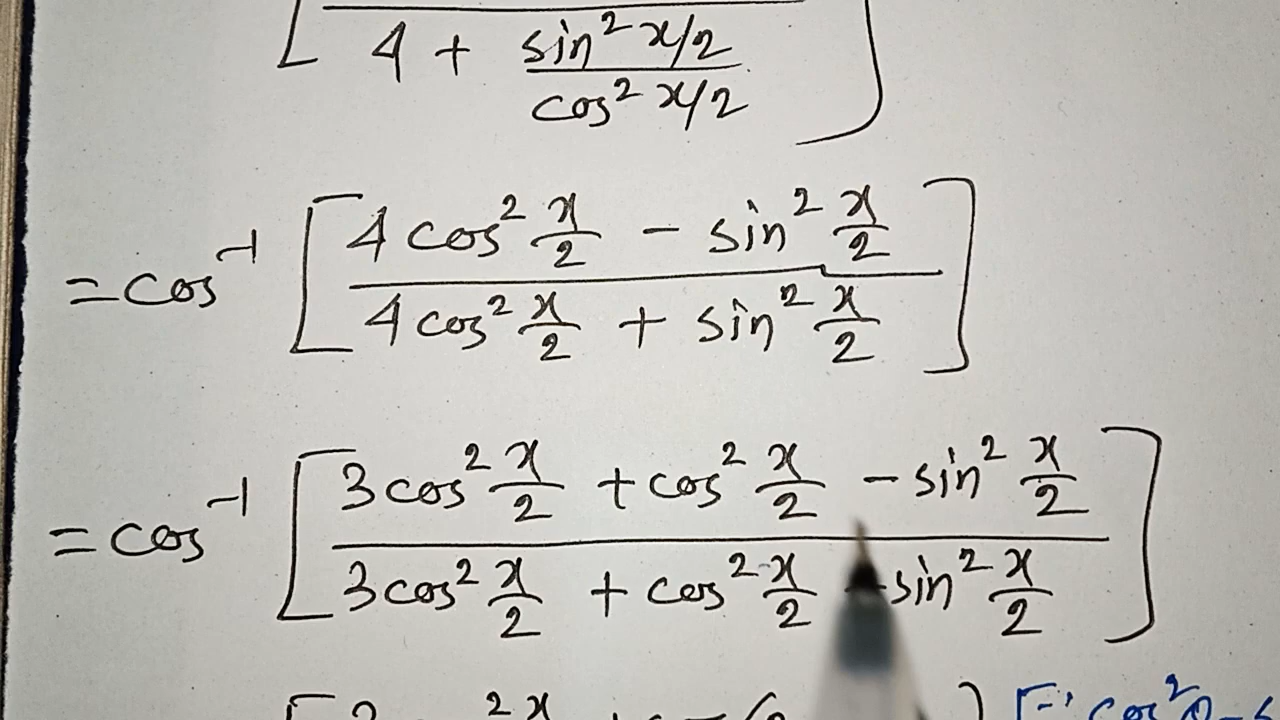 4 + sin² x/2 / cos² x/2
= cos⁻¹ [ 4 cos² x/2 − sin² x/2 / 4 cos² x/2 + sin² x/2 ]
= cos⁻¹ [ 3 cos² x/2 + cos² x/2 − sin² x/2 / 3 cos² x/2 + cos² x/2 sin² x/2 ]